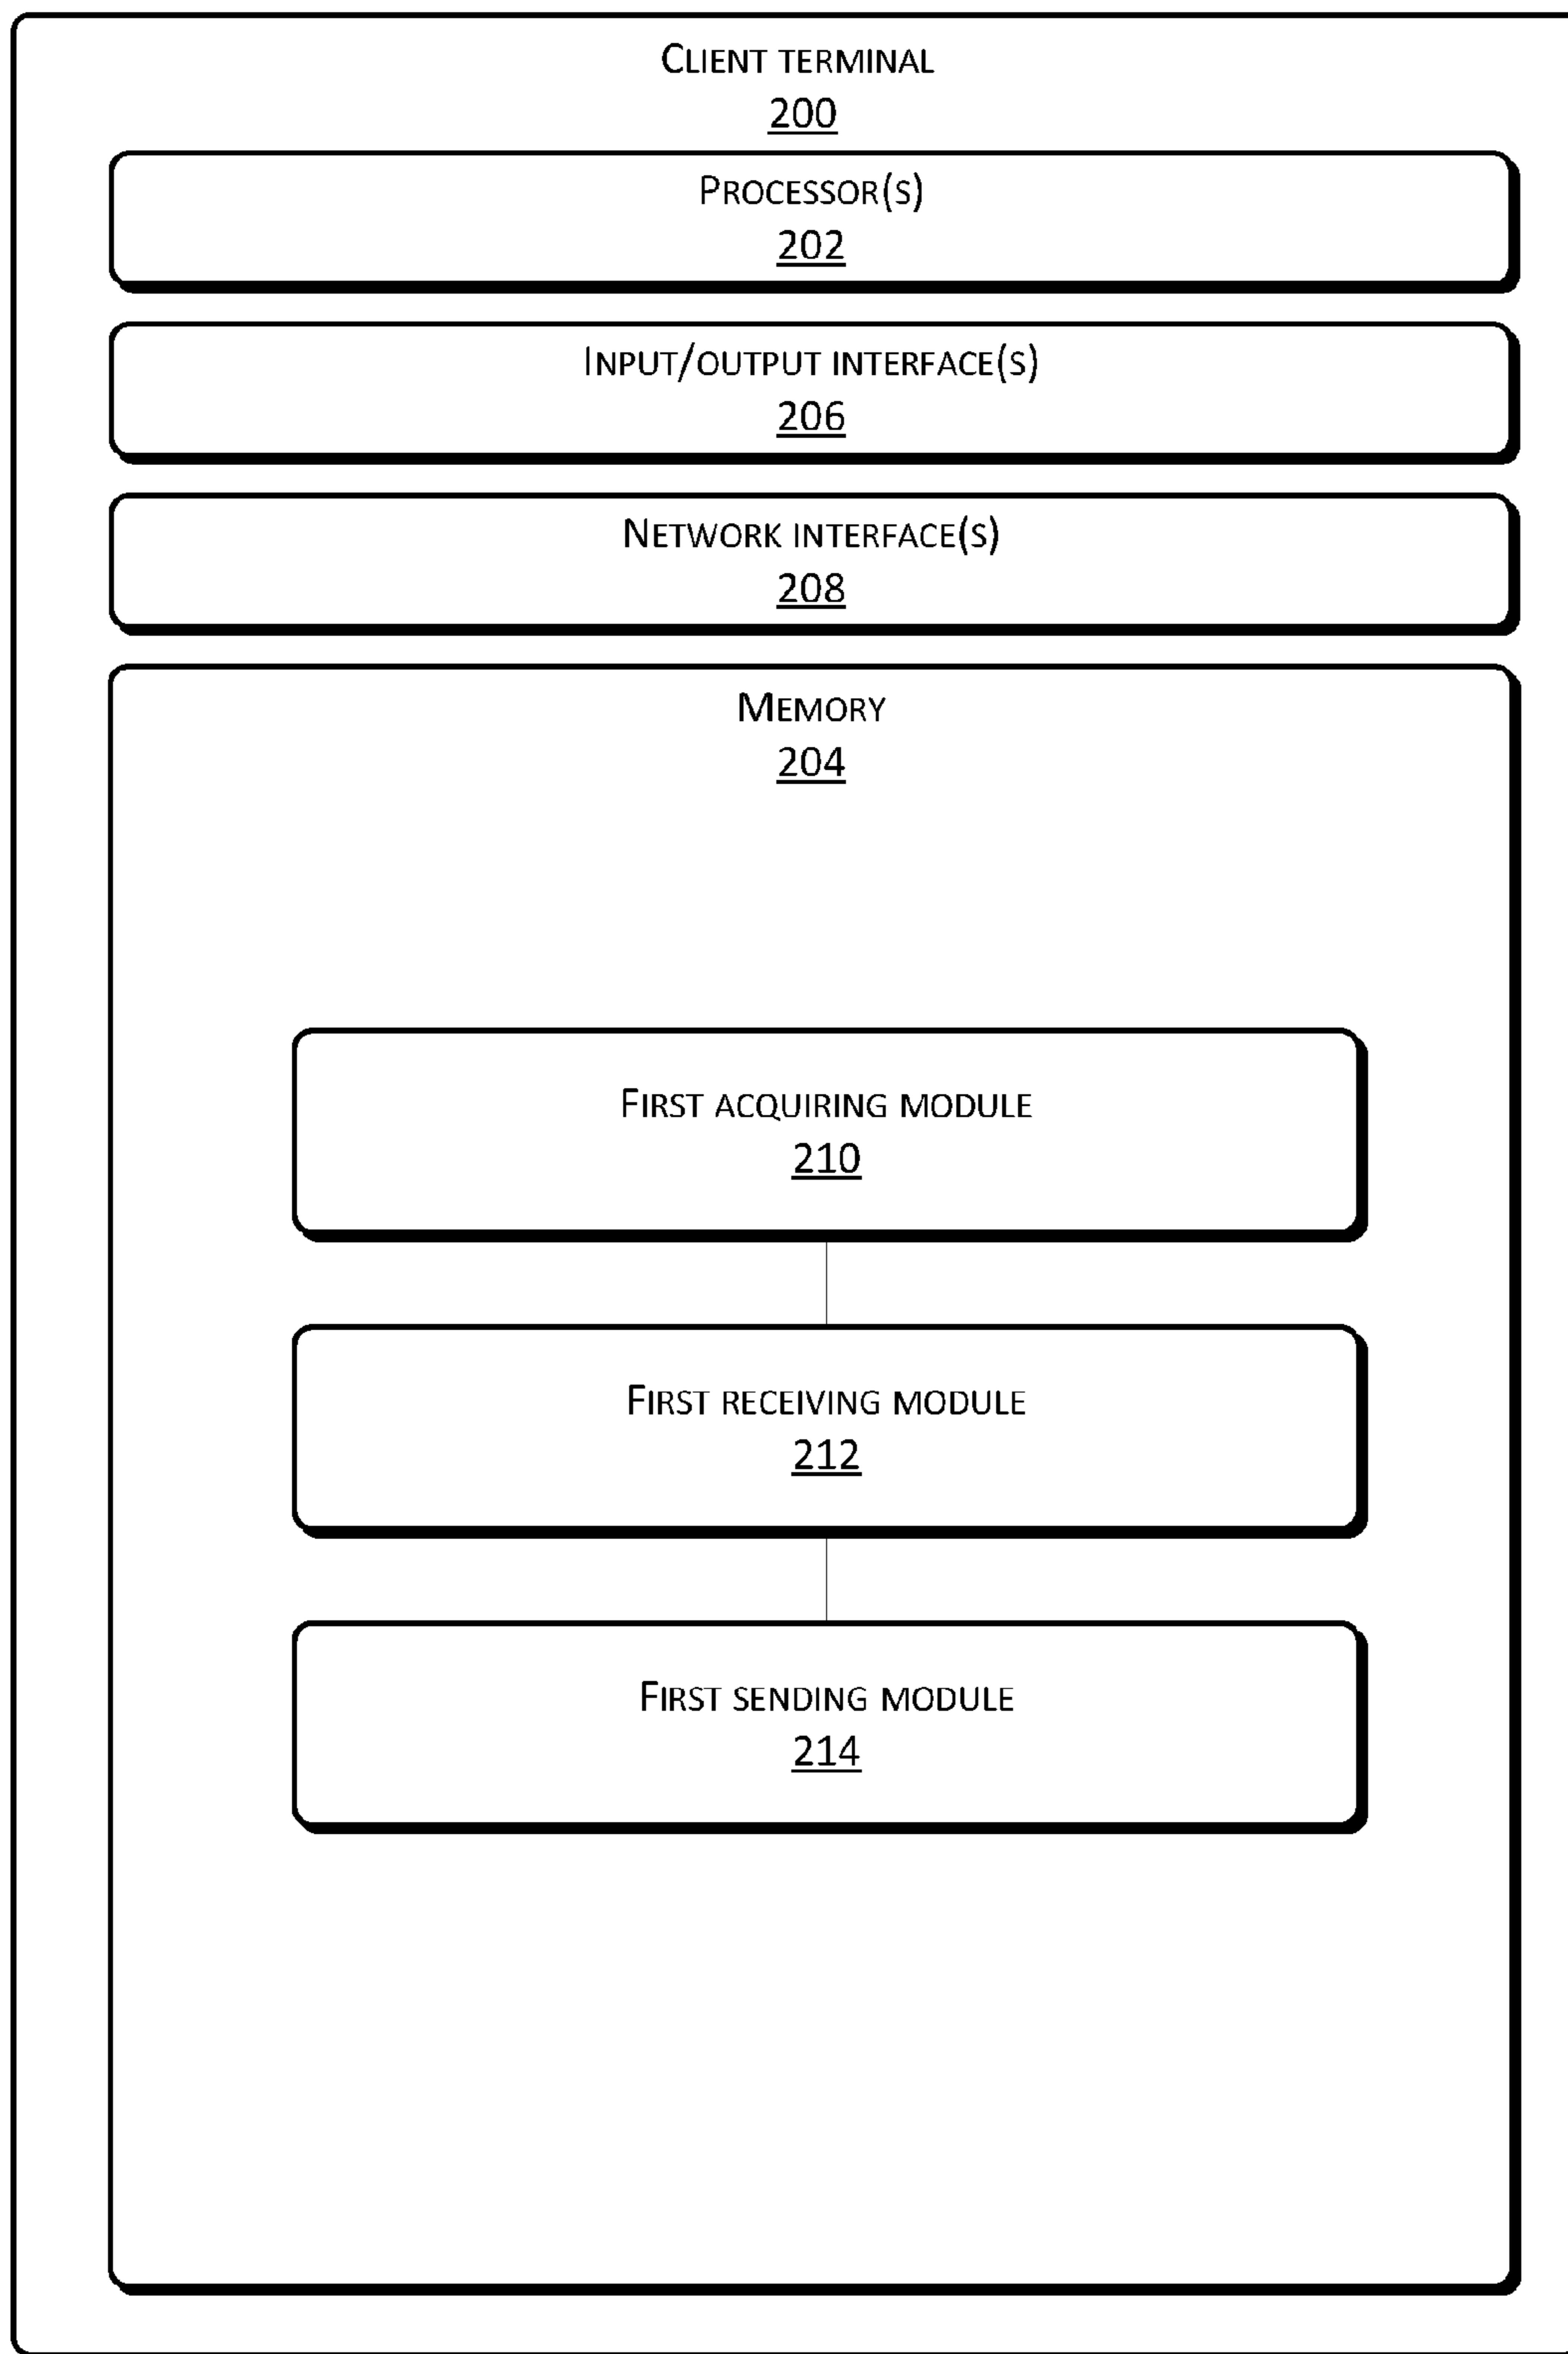 CLIENT TERMINAL
200
PROCESSOR(S)
202
INPUT/OUTPUT INTERFACE(S)
206
NETWORK INTERFACE(S)
208
MEMORY
204
FIRST ACQUIRING MODULE
210
FIRST RECEIVING MODULE
212
FIRST SENDING MODULE
214